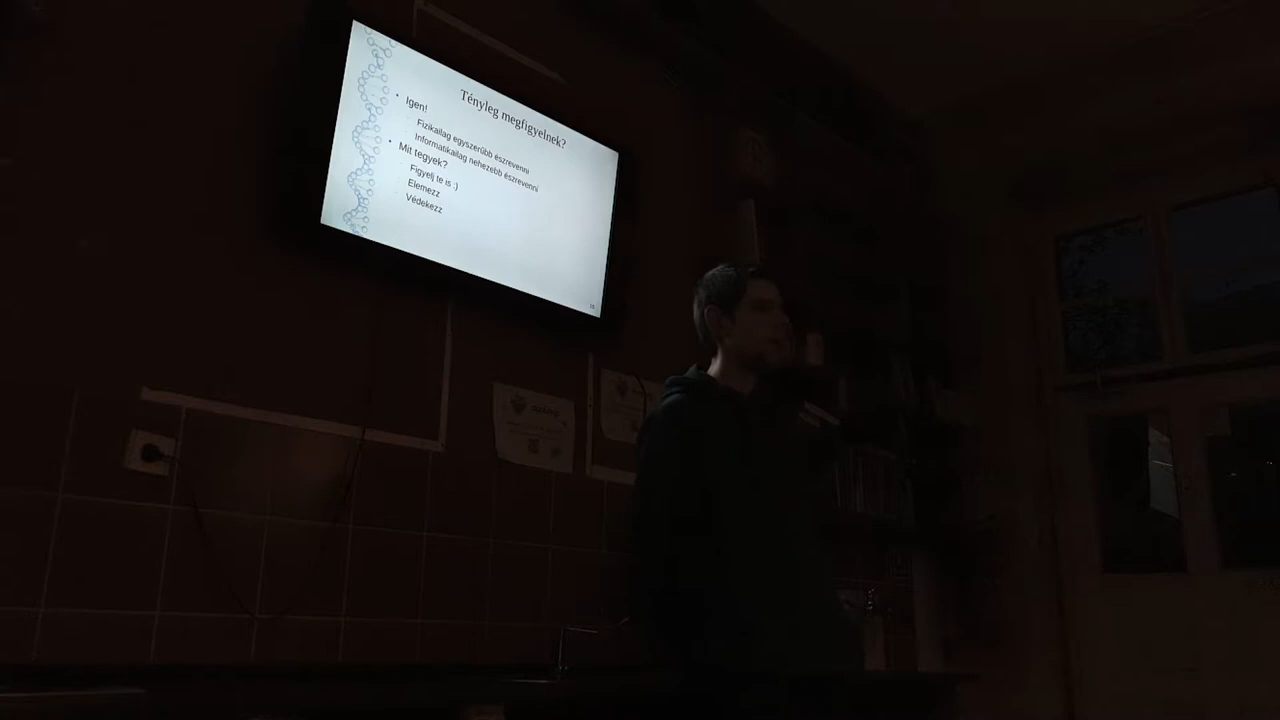 Tényleg megfigyelnek?
Igen!
Fizikailag egyszerűbb észrevenni
Informatikailag nehezebb észrevenni
Mit tegyek?
Figyelj te is :)
Elemezz
Védekezz